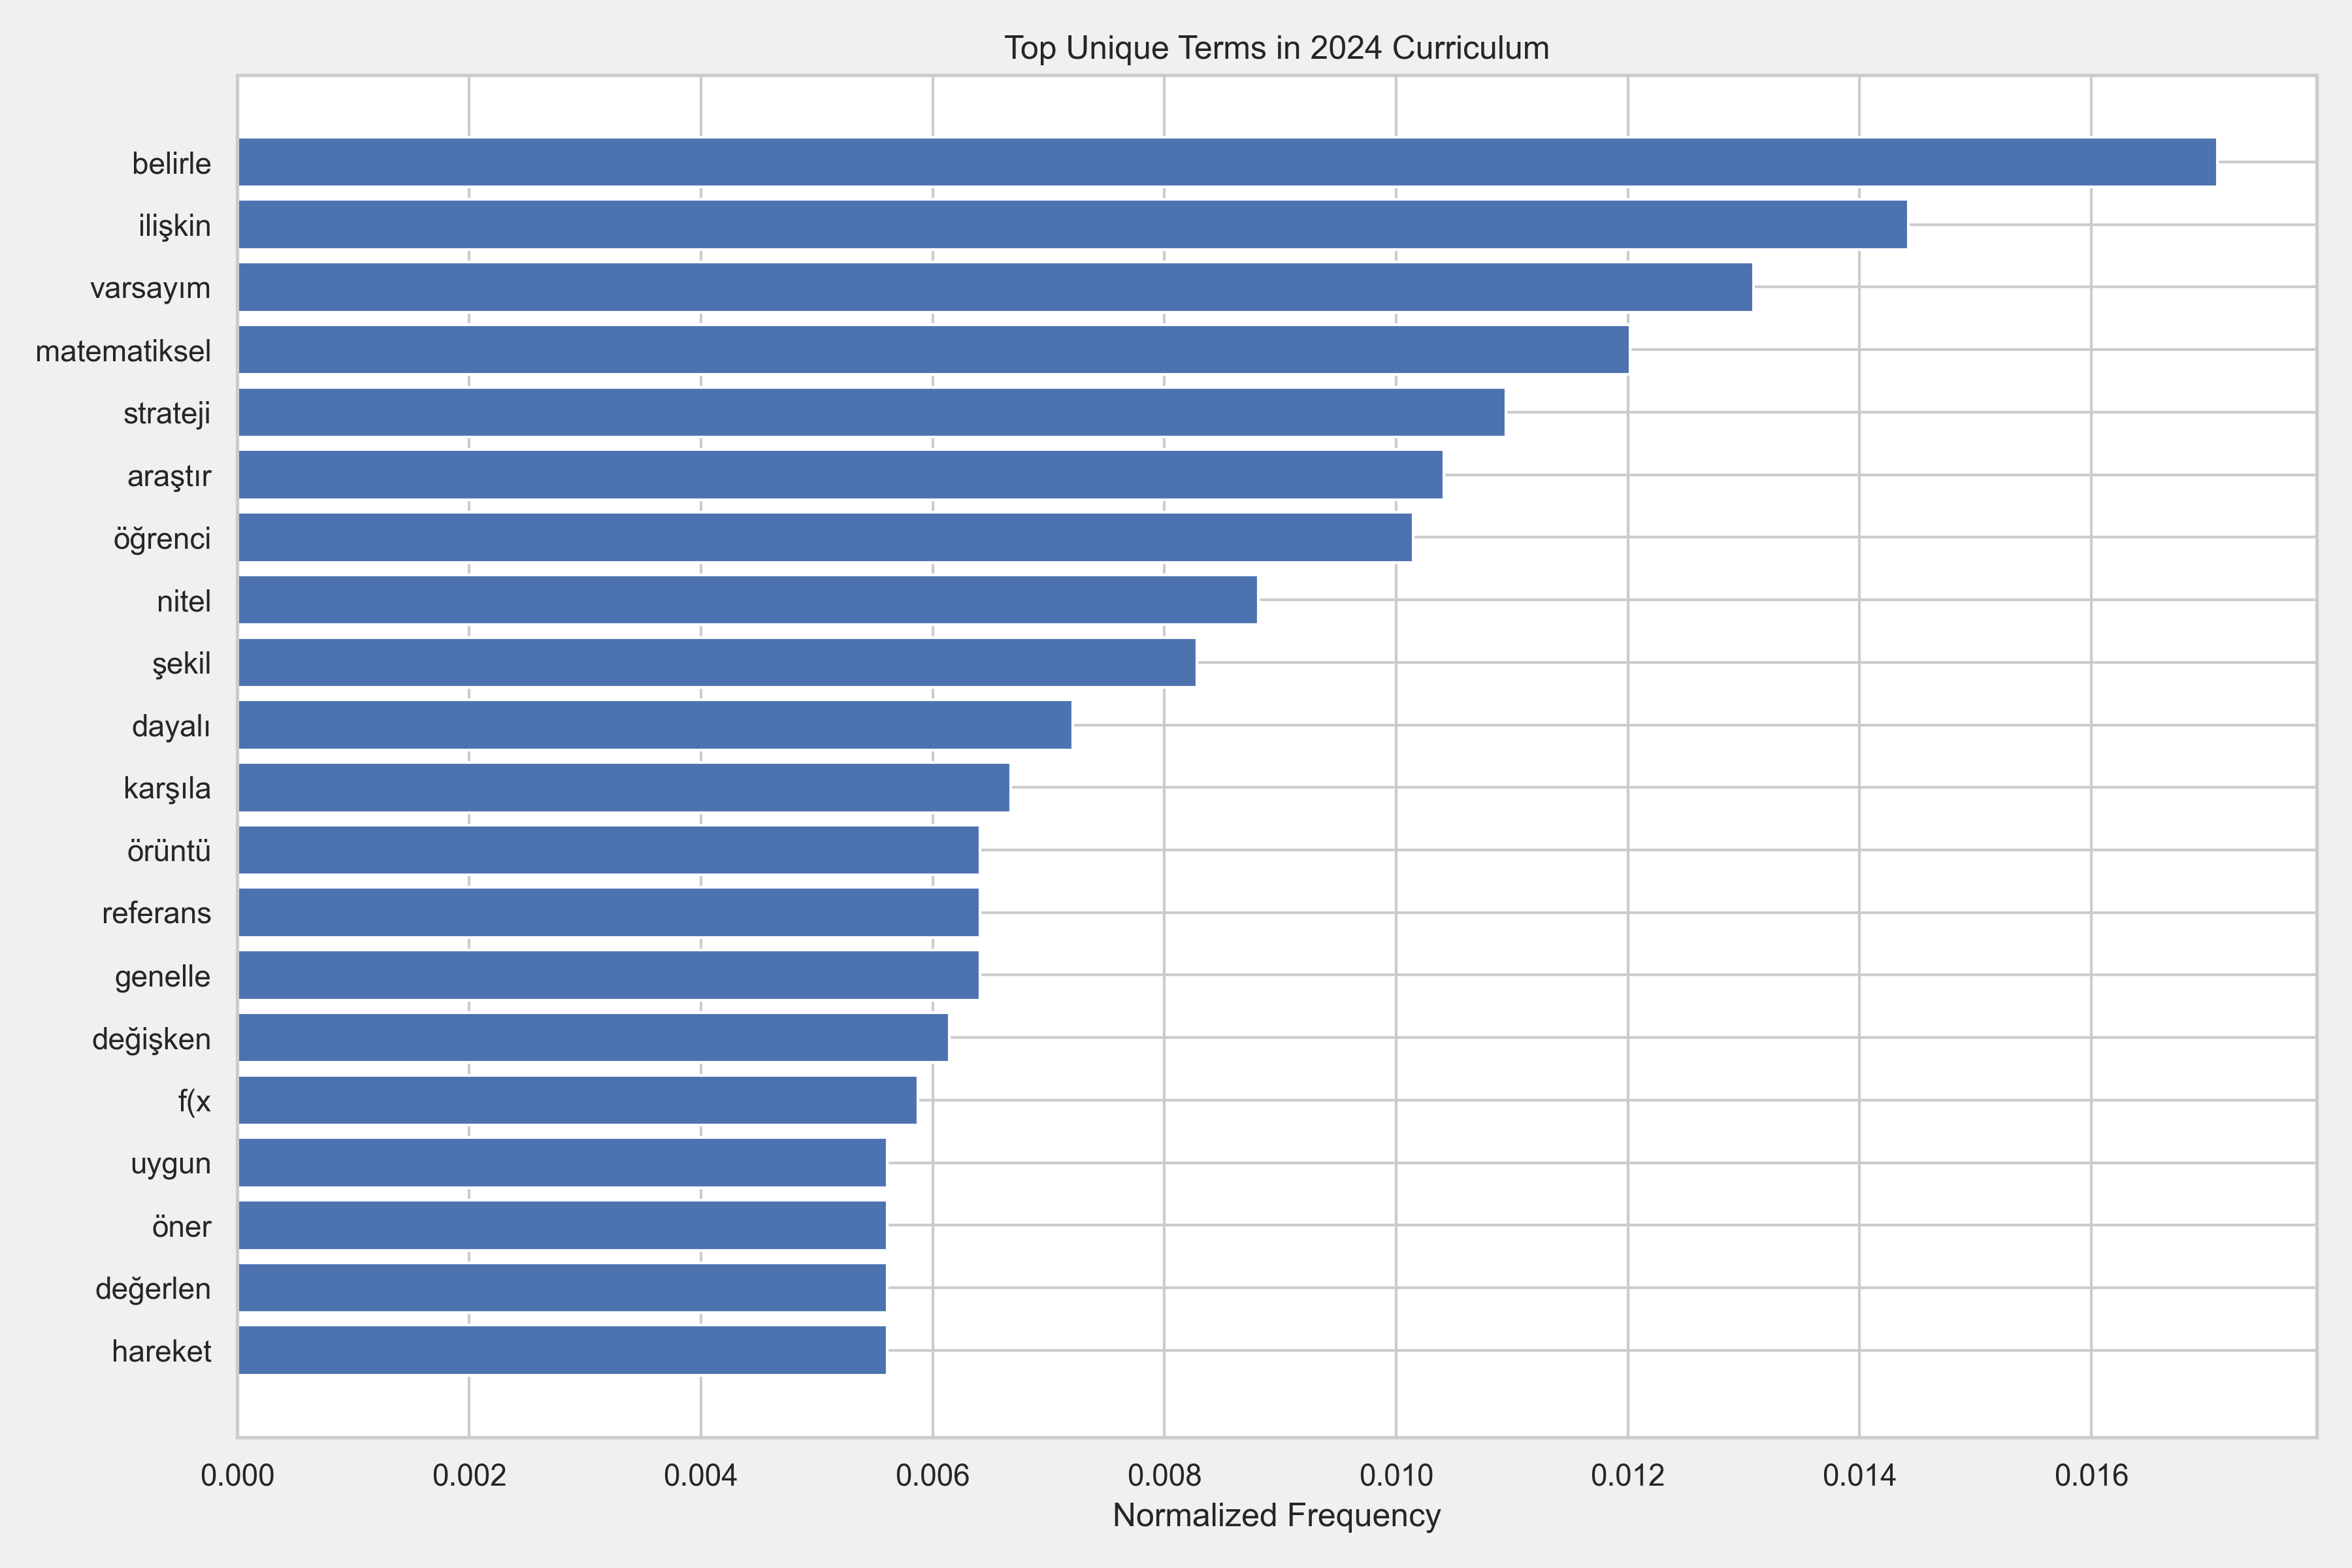 Top Unique Terms in 2024 Curriculum
belirle
ilişkin
varsayım
matematiksel
strateji
araştır
öğrenci
nitel
şekil
dayalı
karşıla
örüntü
referans
genelle
değişken
f(x
uygun
öner
değerlen
hareket
0.000 0.002 0.004 0.006 0.008 0.010 0.012 0.014 0.016
Normalized Frequency